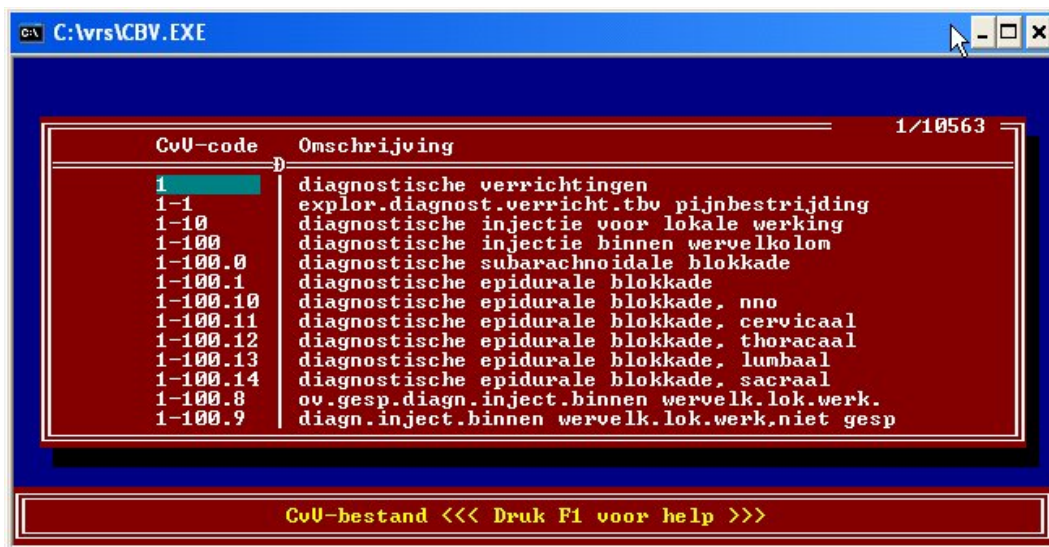 C:\vrs\CBV.EXE
1/10563
CvV-code Omschrijving
1 diagnostische verrichtingen
1-1 explor.diagnost.verricht.tbv pijnbestrijding
1-10 diagnostische injectie voor lokale werking
1-100 diagnostische injectie binnen wervelkolom
1-100.0 diagnostische subarachnoidale blokkade
1-100.1 diagnostische epidurale blokkade
1-100.10 diagnostische epidurale blokkade, nno
1-100.11 diagnostische epidurale blokkade, cervicaal
1-100.12 diagnostische epidurale blokkade, thoracaal
1-100.13 diagnostische epidurale blokkade, lumbaal
1-100.14 diagnostische epidurale blokkade, sacraal
1-100.8 ov.gesp.diagn.inject.binnen wervelk.lok.werk.
1-100.9 diagn.inject.binnen wervelk.lok.werk,niet gesp
CvV-bestand <<< Druk F1 voor help >>>